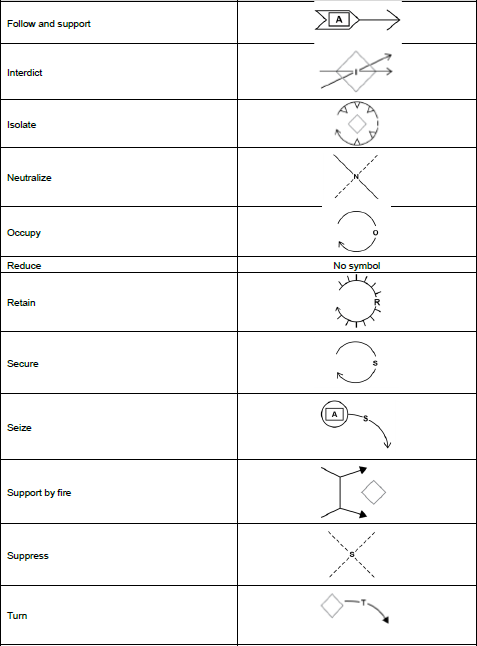 Follow and support A
Interdict I
Isolate
Neutralize N
Occupy O
Reduce No symbol
Retain R
Secure S
Seize A S
Support by fire
Suppress S
Turn T